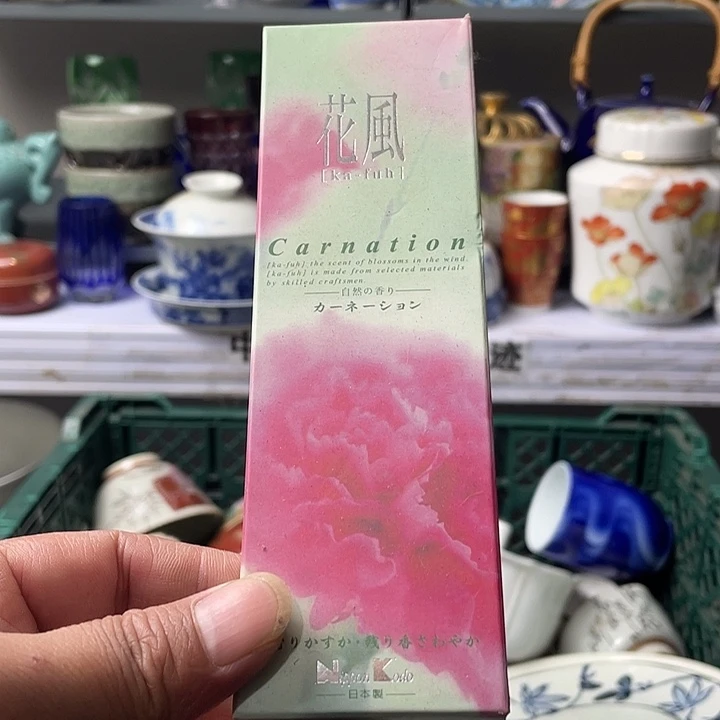 花風
[ka-fuh]
Carnation
[ka-fuh] the scent of blossoms in the wind.
[ka-fuh] is made from selected materials
by skilled craftsmen
自然の香り
カーネーション
りかすか・残り香さわやか
Nippon Kodo
日本製
迹